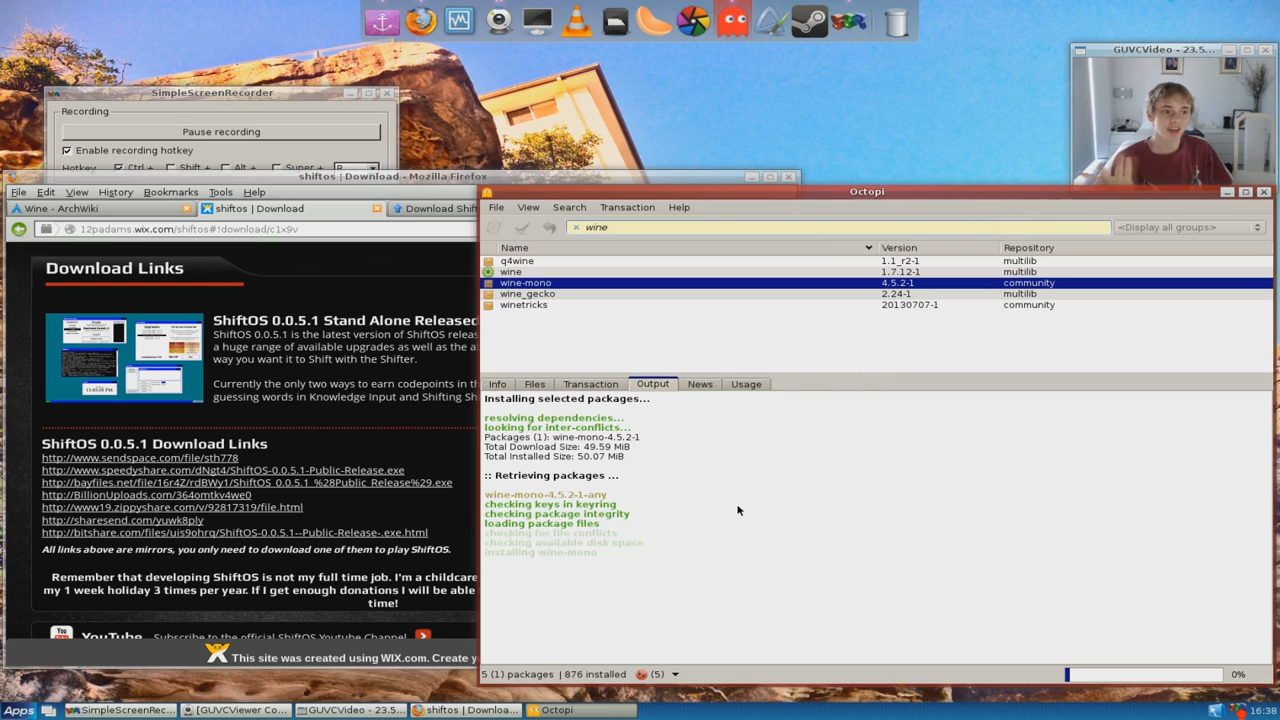 GUVCVideo - 23.5...
SimpleScreenRecorder
Recording
Pause recording
Enable recording hotkey
Hotkey: Ctrl + Shift + Alt + Super + R
shiftos | Download - Mozilla Firefox
File Edit View History Bookmarks Tools Help
Wine - ArchWiki
shiftos | Download
Download Shift
12padams.wix.com/shiftos#!download/c1x9v
Download Links
ShiftOS 0.0.5.1 Stand Alone Released
ShiftOS 0.0.5.1 is the latest version of ShiftOS relea
a huge range of available upgrades as well as the a
way you want it to Shift with the Shifter.
Currently the only two ways to earn codepoints in th
guessing words in Knowledge Input and Shifting Sh
ShiftOS 0.0.5.1 Download Links
http://www.sendspace.com/file/sth778
http://www.speedyshare.com/dNgt4/ShiftOS-0.0.5.1-Public-Release.exe
http://bayfiles.net/file/16r4Z/rdBWy1/ShiftOS_0.0.5.1_%28Public_Release%29.exe
http://BillionUploads.com/364omtkv4we0
http://www19.zippyshare.com/v/92817319/file.html
http://sharesend.com/yuwk8ply
http://bitshare.com/files/uis9ohrq/ShiftOS-0.0.5.1--Public-Release-.exe.html
All links above are mirrors, you only need to download one of them to play ShiftOS.
Remember that developing ShiftOS is not my full time job. I'm a childcare
my 1 week holiday 3 times per year. If I get enough donations I will be able
time!
You
YouTube Subscribe to the official ShiftOS Youtube Channel
This site was created using WIX.com. Create y
Octopi
File View Search Transaction Help
wine
<Display all groups>
Name Version Repository
q4wine 1.1_r2-1 multilib
wine 1.7.12-1 multilib
wine-mono 4.5.2-1 community
wine_gecko 2.24-1 multilib
winetricks 20130707-1 community
Info Files Transaction Output News Usage
Installing selected packages...
resolving dependencies...
looking for inter-conflicts...
Packages (1): wine-mono-4.5.2-1
Total Download Size: 49.59 MiB
Total Installed Size: 50.07 MiB
:: Retrieving packages ...
wine-mono-4.5.2-1-any
checking keys in keyring
checking package integrity
loading package files
checking for file conflicts
checking available disk space
installing wine-mono
5 (1) packages | 876 installed (5)
0%
Apps
SimpleScreenRec...
[GUVCViewer Co...
GUVCVideo - 23.5...
shiftos | Downloa...
Octopi
16:38